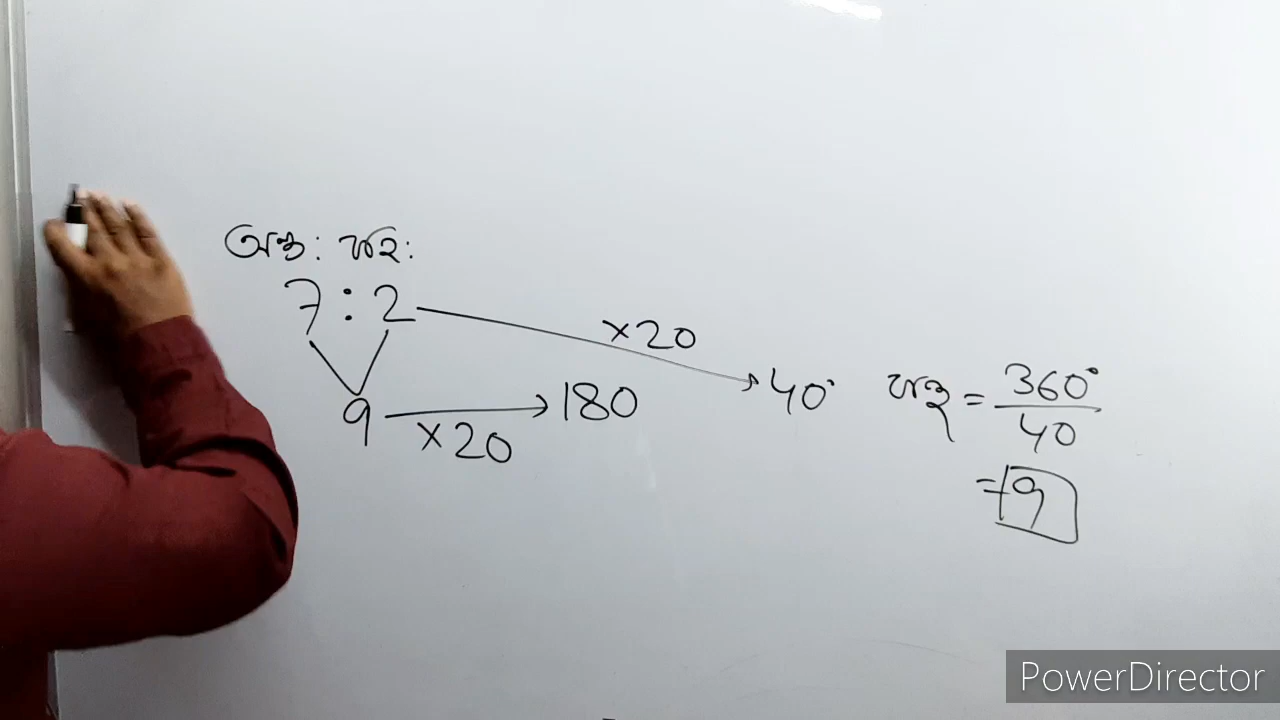 অন্ত: বহি:
7 : 2
×20
40°
9
×20
180
বাহু = 360° / 40
= 9
PowerDirector